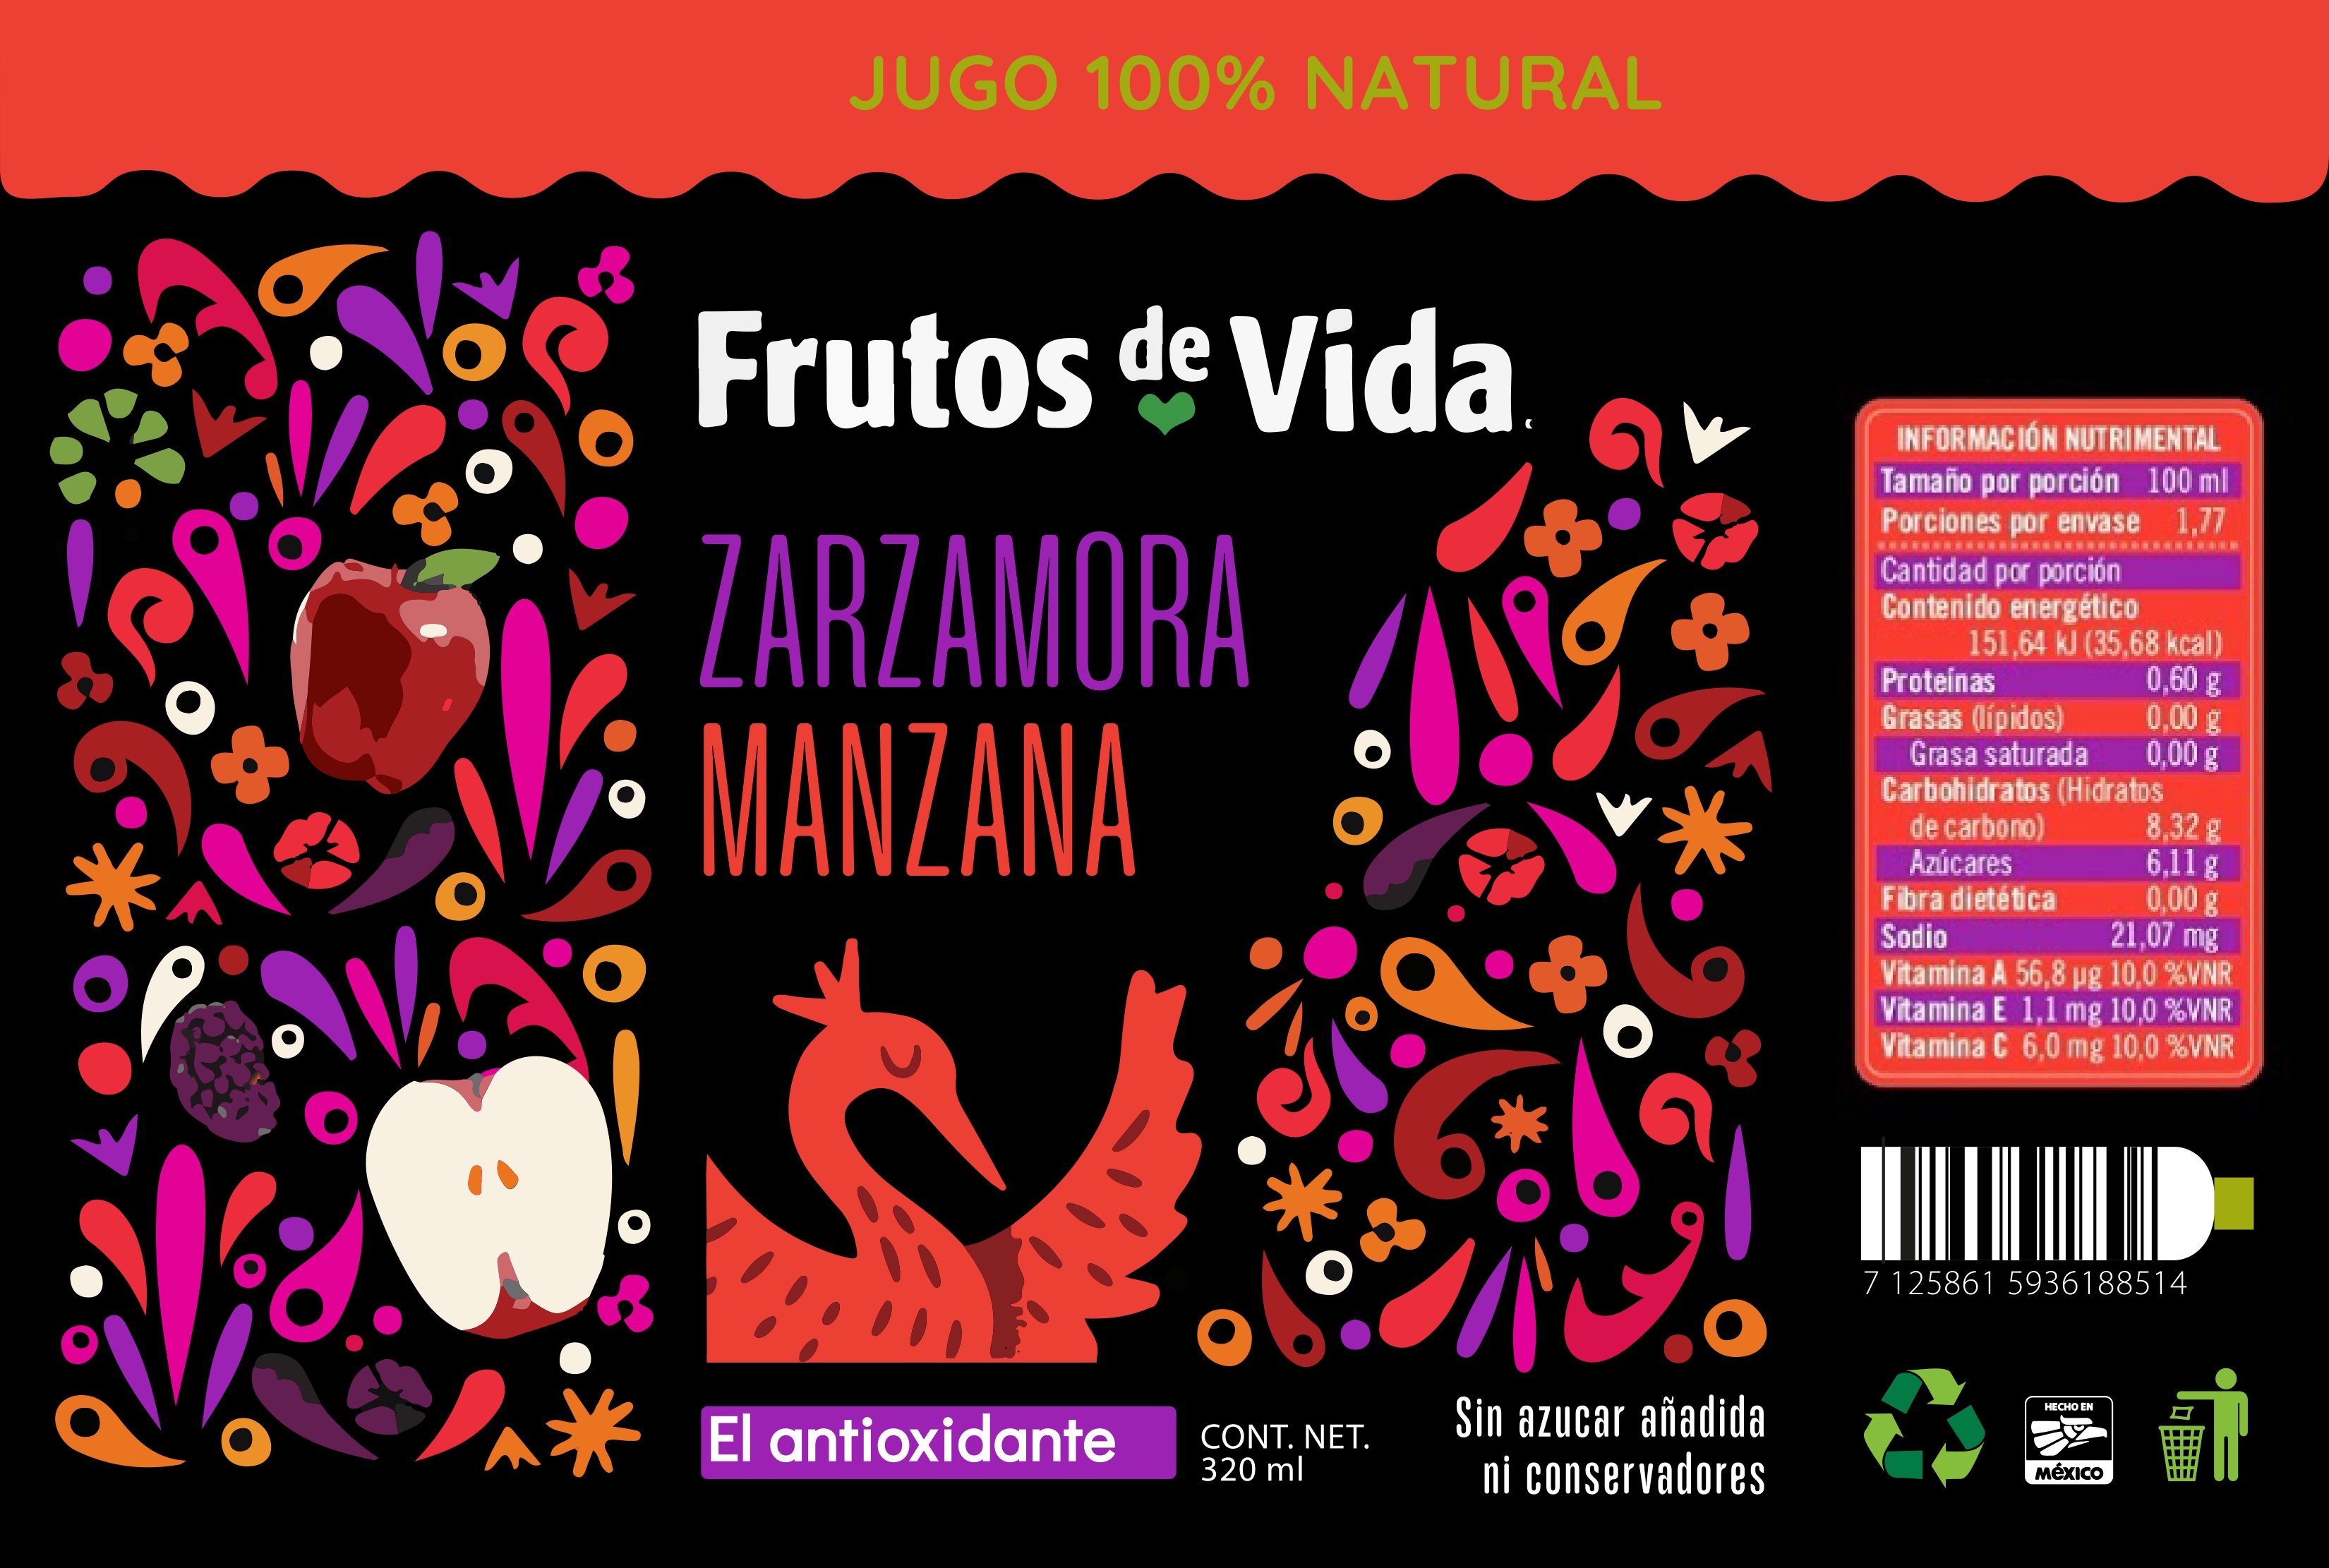 JUGO 100% NATURAL
Frutos de Vida
ZARZAMORA
MANZANA
El antioxidante
CONT. NET.
320 ml
Sin azucar añadida
ni conservadores
INFORMACIÓN NUTRIMENTAL
Tamaño por porción 100 ml
Porciones por envase 1,77
Cantidad por porción
Contenido energético
151,64 kJ (35,68 kcal)
Proteínas 0,60 g
Grasas (lípidos) 0,00 g
Grasa saturada 0,00 g
Carbohidratos (Hidratos
de carbono) 8,32 g
Azúcares 6,11 g
Fibra dietética 0,00 g
Sodio 21,07 mg
Vitamina A 56,8 µg 10,0 %VNR
Vitamina E 1,1 mg 10,0 %VNR
Vitamina C 6,0 mg 10,0 %VNR
7 125861 5936188514
HECHO EN
MÉXICO